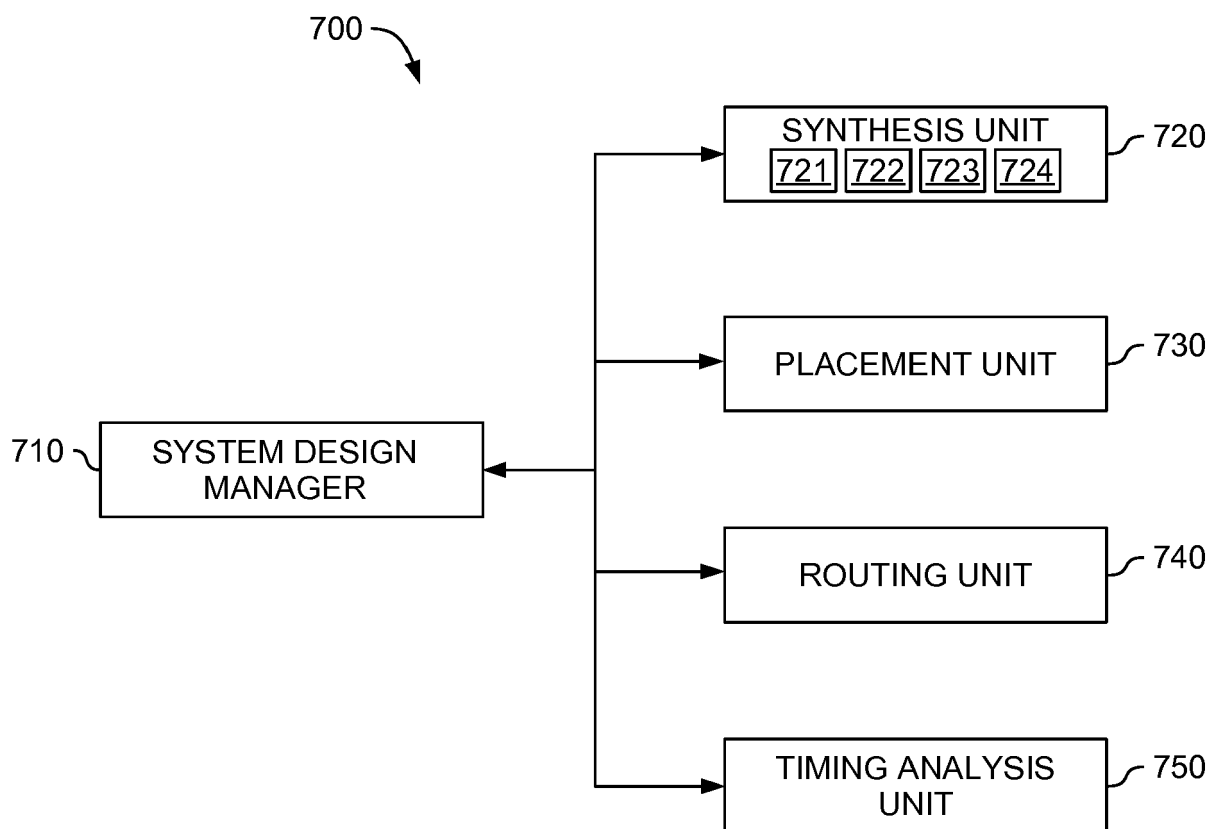 700
SYNTHESIS UNIT
721 722 723 724
720
PLACEMENT UNIT
730
710
SYSTEM DESIGN
MANAGER
ROUTING UNIT
740
TIMING ANALYSIS
UNIT
750